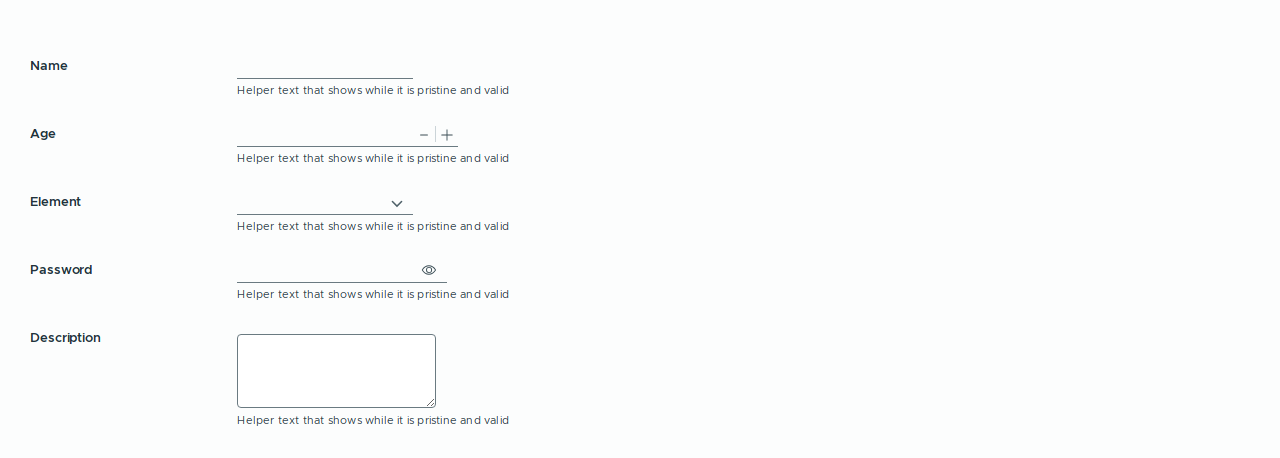 Name
Helper text that shows while it is pristine and valid
Age
Helper text that shows while it is pristine and valid
Element
Helper text that shows while it is pristine and valid
Password
Helper text that shows while it is pristine and valid
Description
Helper text that shows while it is pristine and valid